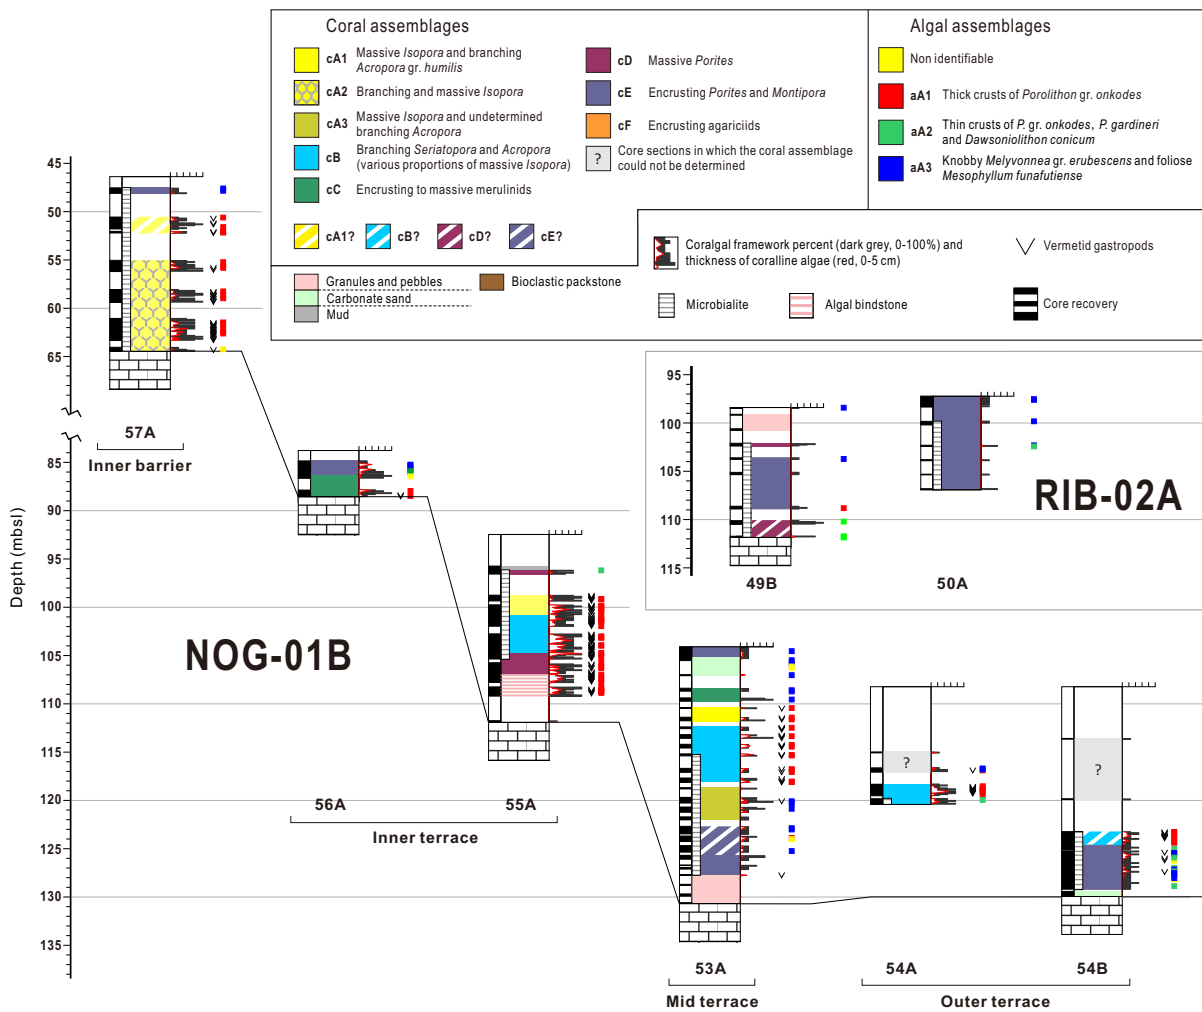 Coral assemblages
cA1 Massive Isopora and branching
Acropora gr. humilis
cA2 Branching and massive Isopora
cA3 Massive Isopora and undetermined
branching Acropora
cB Branching Seriatopora and Acropora
(various proportions of massive Isopora)
cC Encrusting to massive merulinids
cD Massive Porites
cE Encrusting Porites and Montipora
cF Encrusting agariciids
? Core sections in which the coral assemblage
could not be determined
cA1? cB? cD? cE?
Algal assemblages
Non identifiable
aA1 Thick crusts of Porolithon gr. onkodes
aA2 Thin crusts of P. gr. onkodes, P. gardineri
and Dawsoniolithon conicum
aA3 Knobby Melyvonnea gr. erubescens and foliose
Mesophyllum funafutiense
Granules and pebbles
Carbonate sand
Mud
Bioclastic packstone
Coralgal framework percent (dark grey, 0-100%) and
thickness of coralline algae (red, 0-5 cm)
Vermetid gastropods
Microbialite
Algal bindstone
Core recovery
Depth (mbsl)
45
50
55
60
65
85
90
95
100
105
110
115
120
125
130
135
57A
Inner barrier
NOG-01B
56A
55A
Inner terrace
95
100
105
110
115
49B
50A
RIB-02A
?
?
53A
Mid terrace
54A
54B
Outer terrace